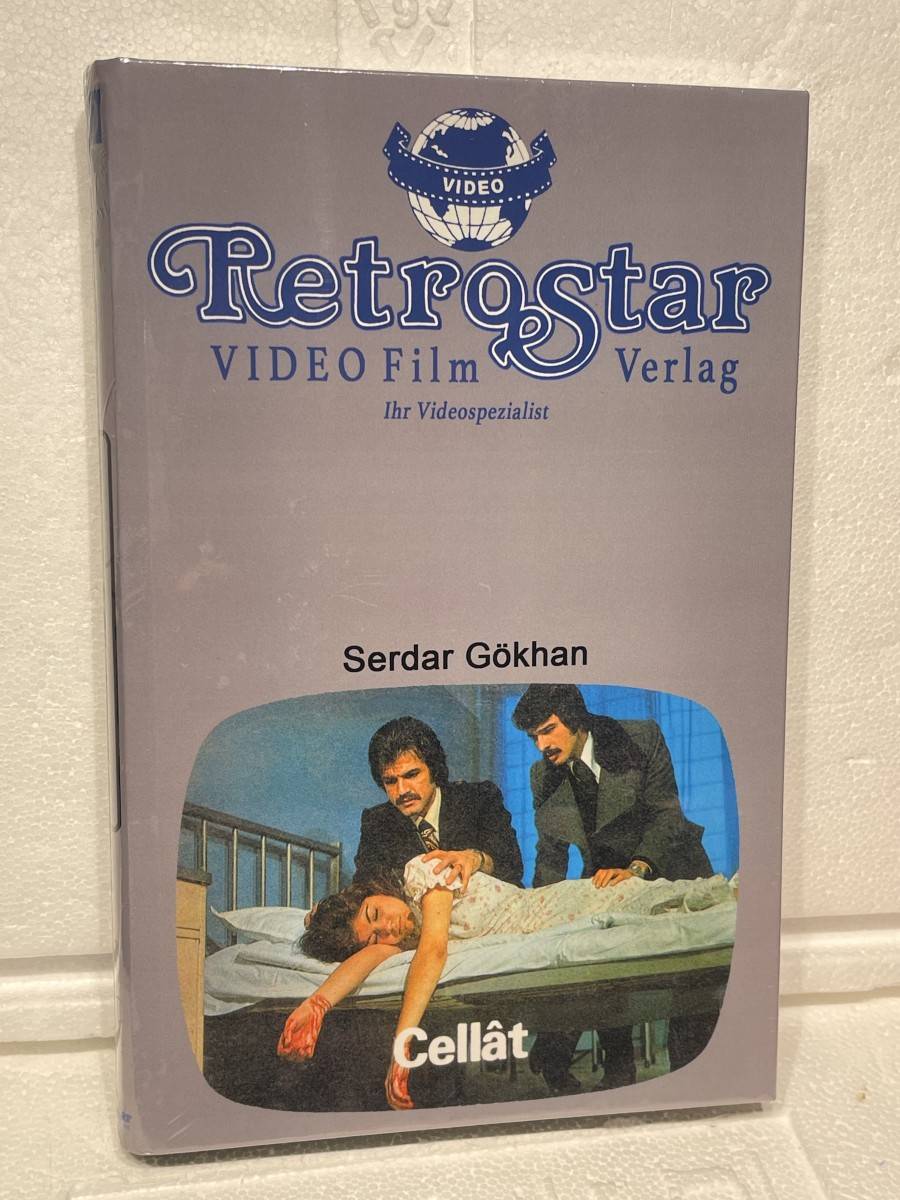 VIDEO
Retrostar
VIDEO Film Verlag
Ihr Videospezialist
Serdar Gökhan
Cellât